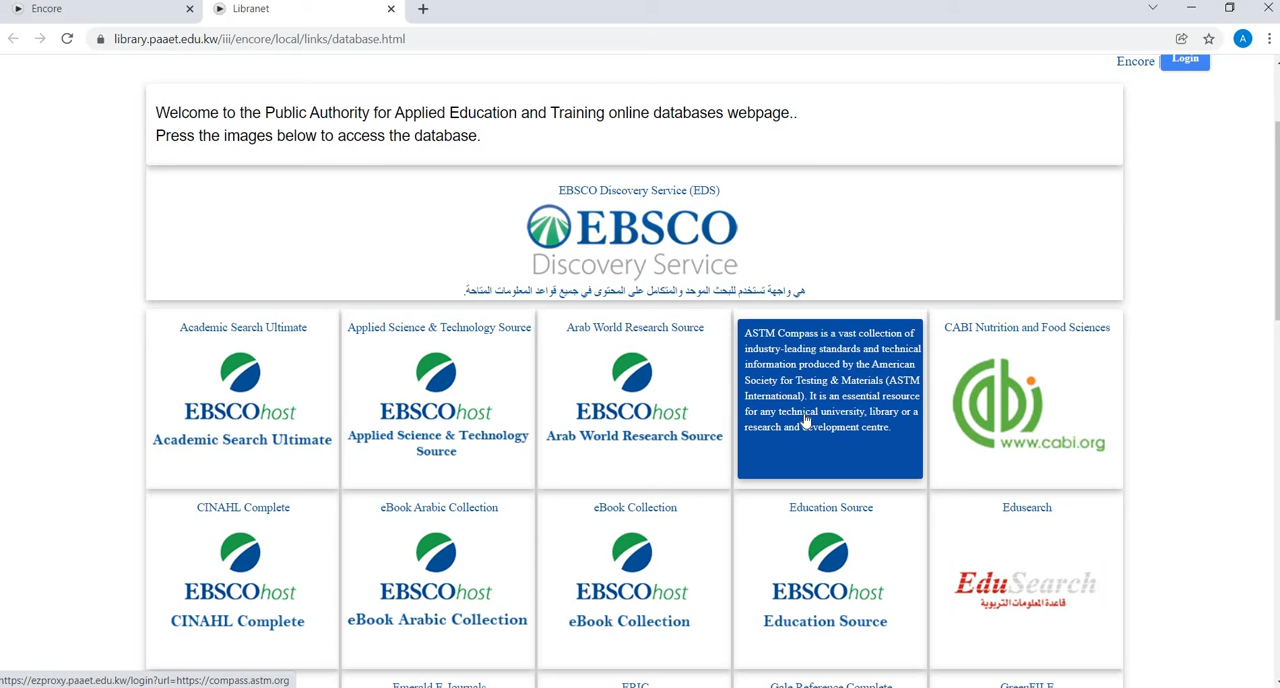 Encore
Libranet
library.paaet.edu.kw/iii/encore/local/links/database.html
A
Encore | Login
Welcome to the Public Authority for Applied Education and Training online databases webpage..
Press the images below to access the database.
EBSCO Discovery Service (EDS)
EBSCO
Discovery Service
هي واجهة تستخدم للبحث الموحد والمتكامل على المحتوى في جميع قواعد المعلومات المتاحة.
Academic Search Ultimate
EBSCOhost
Academic Search Ultimate
Applied Science & Technology Source
EBSCOhost
Applied Science & Technology
Source
Arab World Research Source
EBSCOhost
Arab World Research Source
ASTM Compass is a vast collection of
industry-leading standards and technical
information produced by the American
Society for Testing & Materials (ASTM
International). It is an essential resource
for any technical university, library or a
research and development centre.
CABI Nutrition and Food Sciences
cabi
www.cabi.org
CINAHL Complete
EBSCOhost
CINAHL Complete
eBook Arabic Collection
EBSCOhost
eBook Arabic Collection
eBook Collection
EBSCOhost
eBook Collection
Education Source
EBSCOhost
Education Source
Edusearch
EduSearch
قاعدة المعلومات التربوية
Emerald E Journals
ERIC
Gale Reference Complete
GreenFILE
https://ezproxy.paaet.edu.kw/login?url=https://compass.astm.org